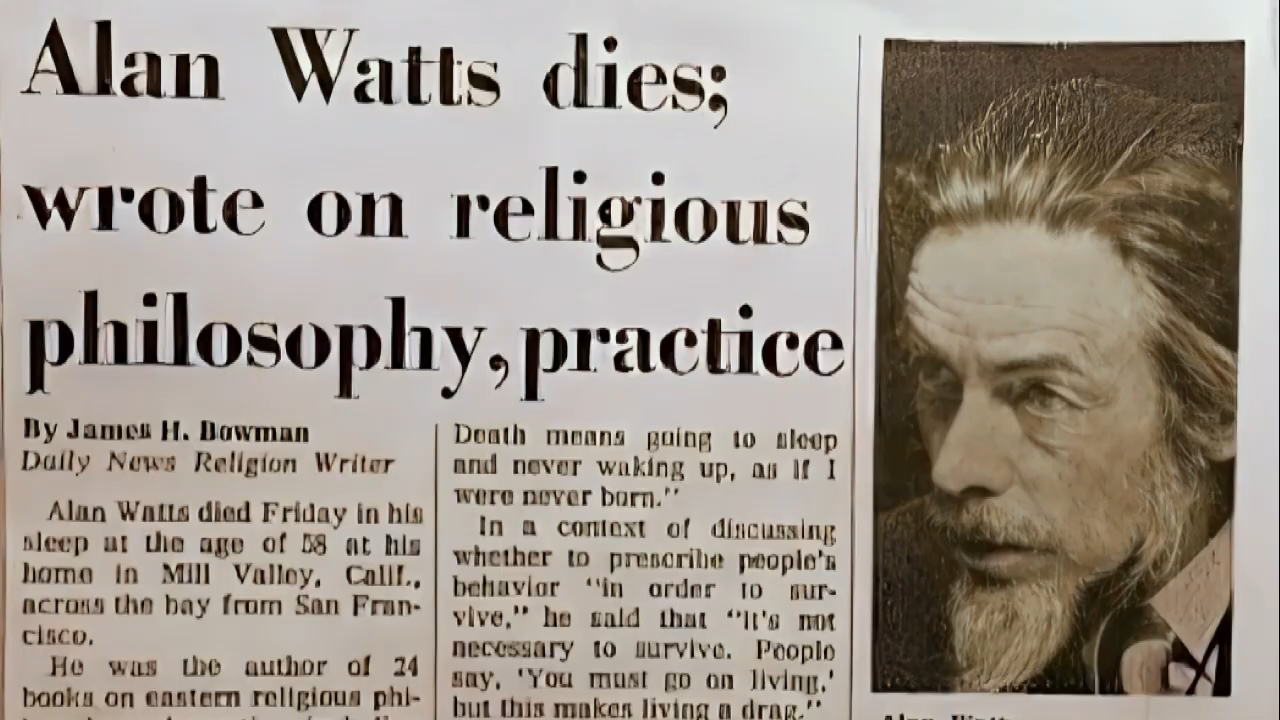 Alan Watts dies;
wrote on religious
philosophy, practice
By James H. Bowman
Daily News Religion Writer
Alan Watts died Friday in his
sleep at the age of 58 at his
home in Mill Valley, Calif.,
across the bay from San Fran-
cisco.
He was the author of 24
books on eastern religious phi-
Death means going to sleep
and never waking up, as if I
were never born."
In a context of discussing
whether to prescribe people's
behavior "in order to sur-
vive," he said that "it's not
necessary to survive. People
say, 'You must go on living,'
but this makes living a drag."
Alan Watts